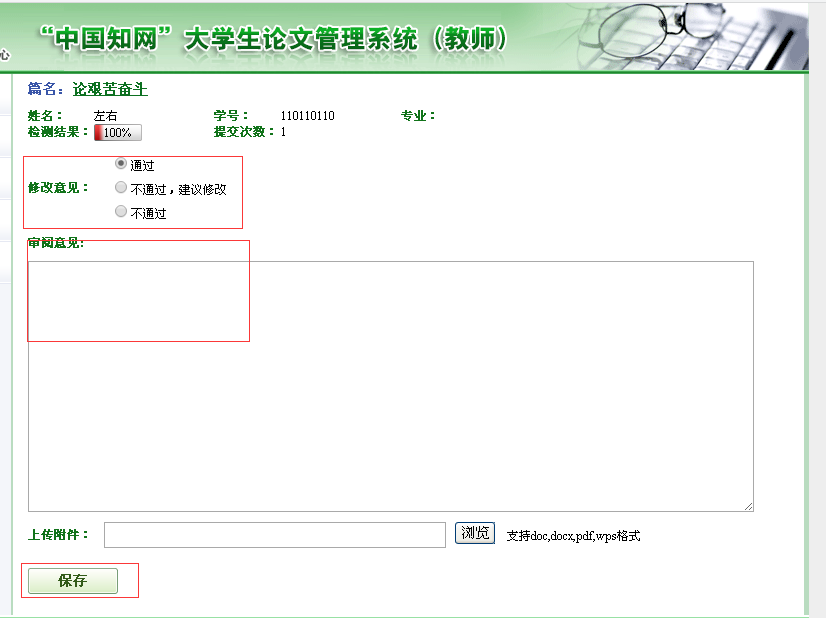 心
“中国知网”大学生论文管理系统（教师）
篇名：论艰苦奋斗
姓名： 左右 学号： 110110110 专业：
检测结果： 100% 提交次数：1
通过
修改意见： 不通过，建议修改
不通过
审阅意见:
上传附件： 浏览 支持doc,docx,pdf,wps格式
保存